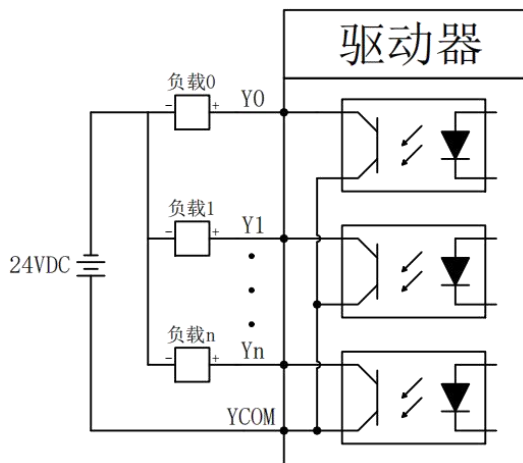 驱动器
负载0
- + Y0
负载1
- + Y1
24VDC
负载n
- + Yn
YCOM